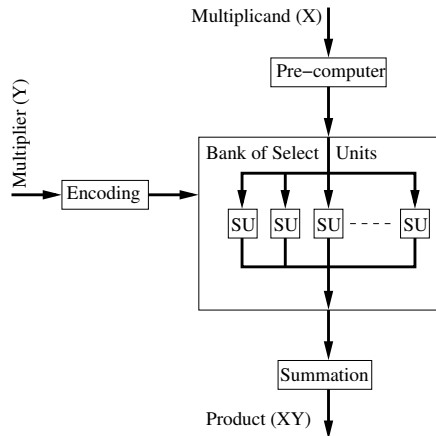 Multiplicand (X)
Pre−computer
Multiplier (Y)
Encoding
Bank of Select Units
SU SU SU SU
Summation
Product (XY)